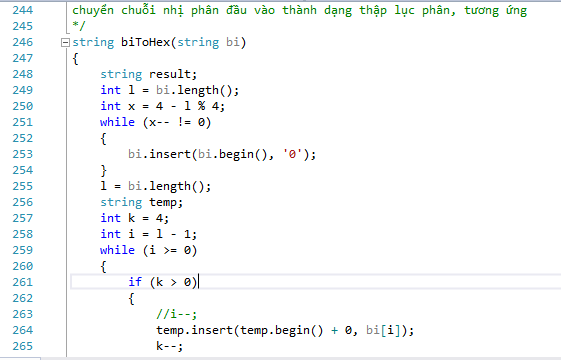 244 chuyển chuỗi nhị phân đầu vào thành dạng thập lục phân, tương ứng
245 */
246 string biToHex(string bi)
247 {
248 string result;
249 int l = bi.length();
250 int x = 4 - l % 4;
251 while (x-- != 0)
252 {
253 bi.insert(bi.begin(), '0');
254 }
255 l = bi.length();
256 string temp;
257 int k = 4;
258 int i = l - 1;
259 while (i >= 0)
260 {
261 if (k > 0)
262 {
263 //i--;
264 temp.insert(temp.begin() + 0, bi[i]);
265 k--;